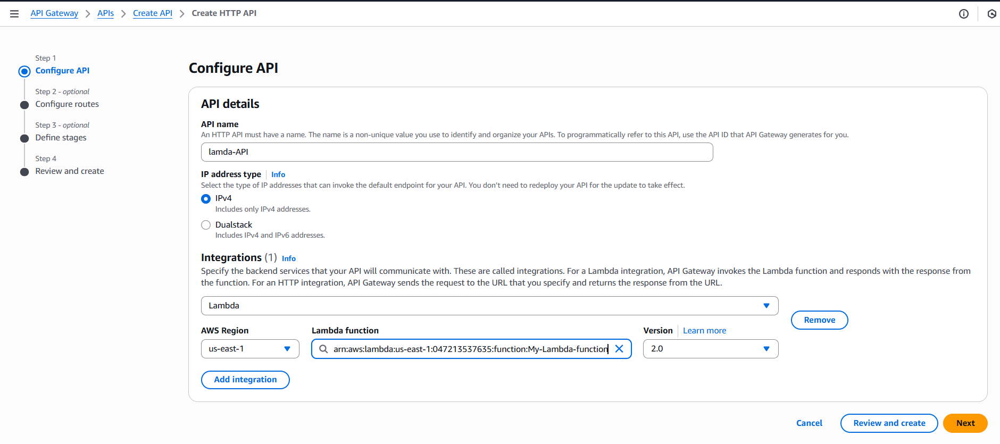 API Gateway > APIs > Create API > Create HTTP API
Step 1
Configure API
Step 2 - optional
Configure routes
Step 3 - optional
Define stages
Step 4
Review and create
Configure API
API details
API name
An HTTP API must have a name. The name is a non-unique value you use to identify and organize your APIs. To programmatically refer to this API, use the API ID that API Gateway generates for you.
lamda-API
IP address type Info
Select the type of IP addresses that can invoke the default endpoint for your API. You don't need to redeploy your API for the update to take effect.
IPv4
Includes only IPv4 addresses.
Dualstack
Includes IPv4 and IPv6 addresses.
Integrations (1) Info
Specify the backend services that your API will communicate with. These are called integrations. For a Lambda integration, API Gateway invokes the Lambda function and responds with the response from
the function. For an HTTP integration, API Gateway sends the request to the URL that you specify and returns the response from the URL.
Lambda
Remove
AWS Region Lambda function Version Learn more
us-east-1 arn:aws:lambda:us-east-1:047213537635:function:My-Lambda-function 2.0
Add integration
Cancel Review and create Next